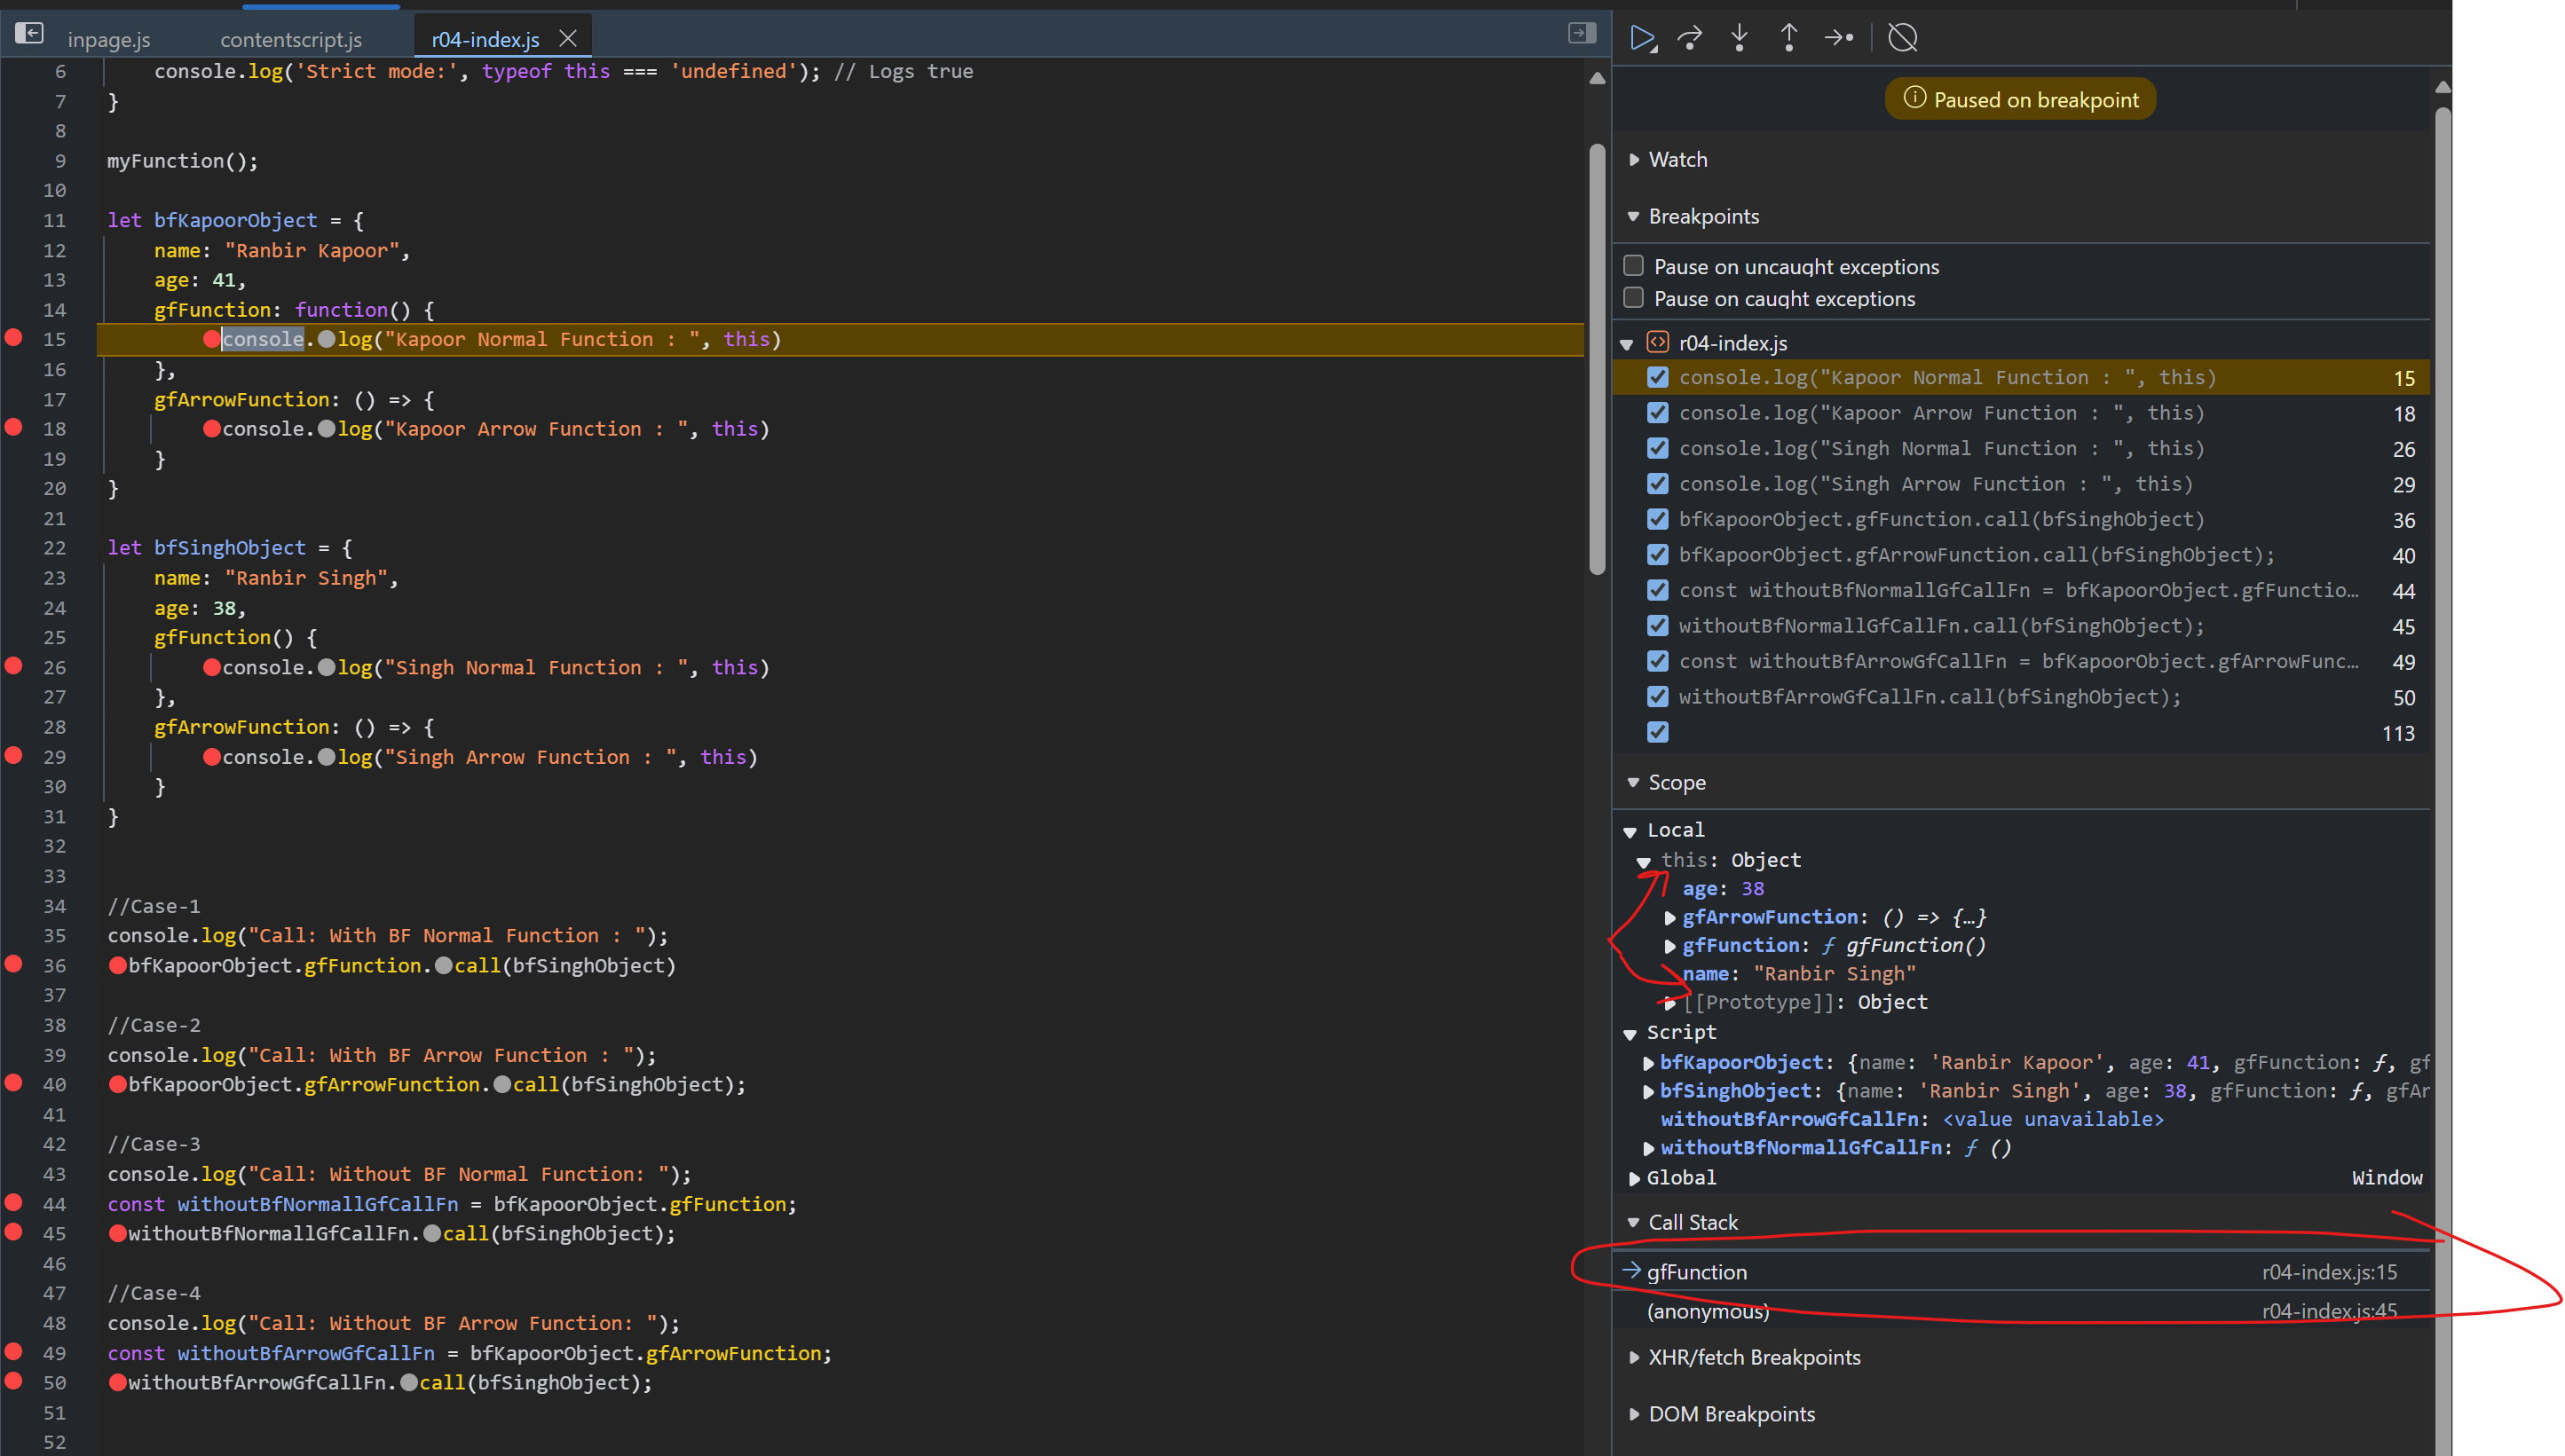 inpage.js contentscript.js r04-index.js
6 console.log('Strict mode:', typeof this === 'undefined'); // Logs true
7 }
8
9 myFunction();
10
11 let bfKapoorObject = {
12 name: "Ranbir Kapoor",
13 age: 41,
14 gfFunction: function() {
15 console.log("Kapoor Normal Function : ", this)
16 },
17 gfArrowFunction: () => {
18 console.log("Kapoor Arrow Function : ", this)
19 }
20 }
21
22 let bfSinghObject = {
23 name: "Ranbir Singh",
24 age: 38,
25 gfFunction() {
26 console.log("Singh Normal Function : ", this)
27 },
28 gfArrowFunction: () => {
29 console.log("Singh Arrow Function : ", this)
30 }
31 }
32
33
34 //Case-1
35 console.log("Call: With BF Normal Function : ");
36 bfKapoorObject.gfFunction.call(bfSinghObject)
37
38 //Case-2
39 console.log("Call: With BF Arrow Function : ");
40 bfKapoorObject.gfArrowFunction.call(bfSinghObject);
41
42 //Case-3
43 console.log("Call: Without BF Normal Function: ");
44 const withoutBfNormallGfCallFn = bfKapoorObject.gfFunction;
45 withoutBfNormallGfCallFn.call(bfSinghObject);
46
47 //Case-4
48 console.log("Call: Without BF Arrow Function: ");
49 const withoutBfArrowGfCallFn = bfKapoorObject.gfArrowFunction;
50 withoutBfArrowGfCallFn.call(bfSinghObject);
51
52
Paused on breakpoint
Watch
Breakpoints
Pause on uncaught exceptions
Pause on caught exceptions
r04-index.js
console.log("Kapoor Normal Function : ", this) 15
console.log("Kapoor Arrow Function : ", this) 18
console.log("Singh Normal Function : ", this) 26
console.log("Singh Arrow Function : ", this) 29
bfKapoorObject.gfFunction.call(bfSinghObject) 36
bfKapoorObject.gfArrowFunction.call(bfSinghObject); 40
const withoutBfNormallGfCallFn = bfKapoorObject.gfFunctio… 44
withoutBfNormallGfCallFn.call(bfSinghObject); 45
const withoutBfArrowGfCallFn = bfKapoorObject.gfArrowFunc… 49
withoutBfArrowGfCallFn.call(bfSinghObject); 50
113
Scope
Local
this: Object
age: 38
gfArrowFunction: () => {…}
gfFunction: ƒ gfFunction()
name: "Ranbir Singh"
[[Prototype]]: Object
Script
bfKapoorObject: {name: 'Ranbir Kapoor', age: 41, gfFunction: ƒ, gf
bfSinghObject: {name: 'Ranbir Singh', age: 38, gfFunction: ƒ, gfAr
withoutBfArrowGfCallFn: <value unavailable>
withoutBfNormallGfCallFn: ƒ ()
Global Window
Call Stack
gfFunction r04-index.js:15
(anonymous) r04-index.js:45
XHR/fetch Breakpoints
DOM Breakpoints